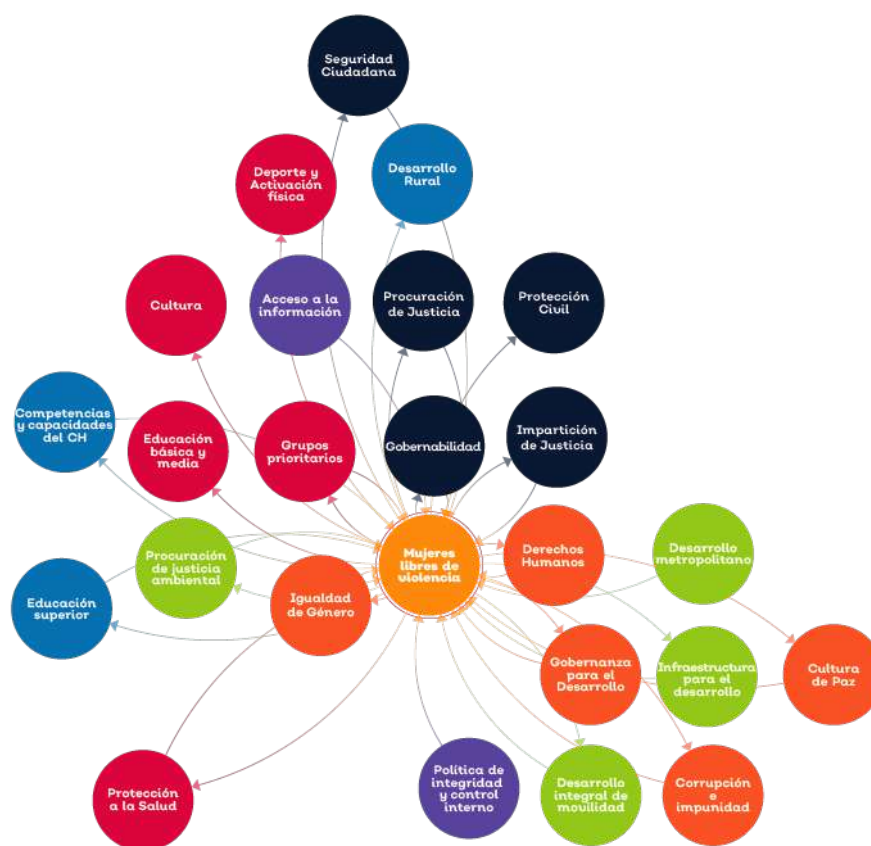 Seguridad
Ciudadana
Deporte y
Activación
física
Desarrollo
Rural
Cultura
Acceso a la
información
Procuración
de Justicia
Protección
Civil
Competencias
y capacidades
del CH
Educación
básica y
media
Grupos
prioritarios
Gobernabilidad
Impartición
de Justicia
Procuración
de justicia
ambiental
Mujeres
libres de
violencia
Derechos
Humanos
Desarrollo
metropolitano
Educación
superior
Igualdad
de Género
Gobernanza
para el
Desarrollo
Infraestructura
para el
desarrollo
Cultura
de Paz
Protección
a la Salud
Política de
integridad
y control
interno
Desarrollo
integral de
movilidad
Corrupción
e
impunidad